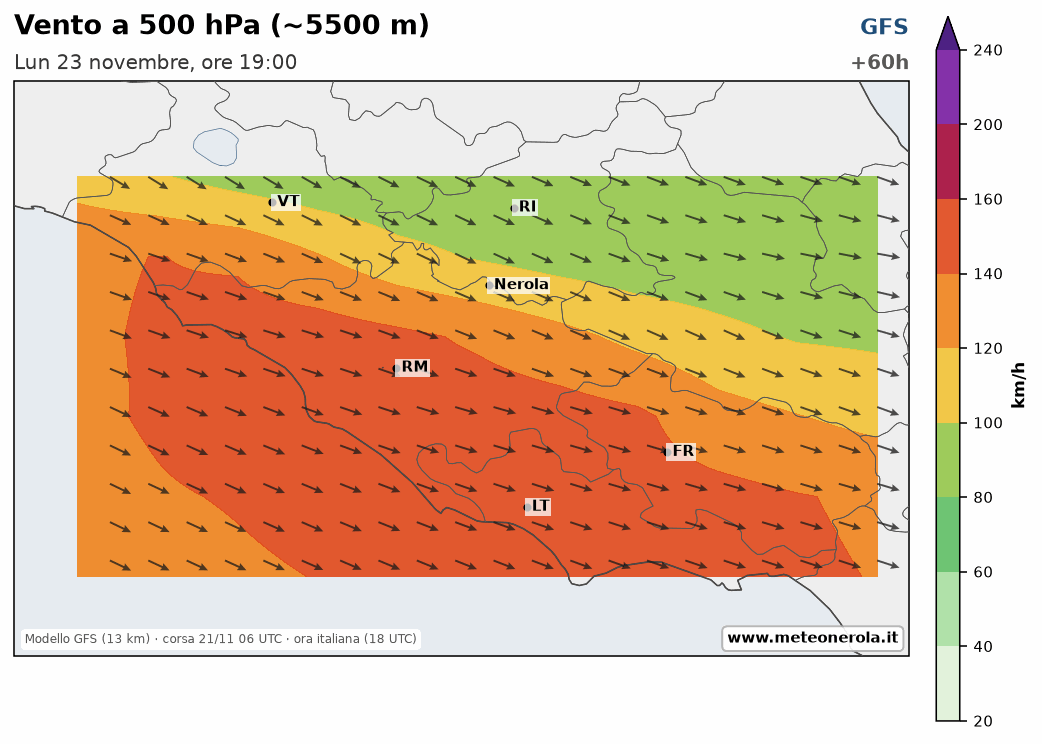 Vento a 500 hPa (~5500 m)
GFS
Lun 23 novembre, ore 19:00
+60h
VT
RI
Nerola
RM
FR
LT
240
200
160
140
120
100
80
60
40
20
km/h
Modello GFS (13 km) · corsa 21/11 06 UTC · ora italiana (18 UTC)
www.meteonerola.it